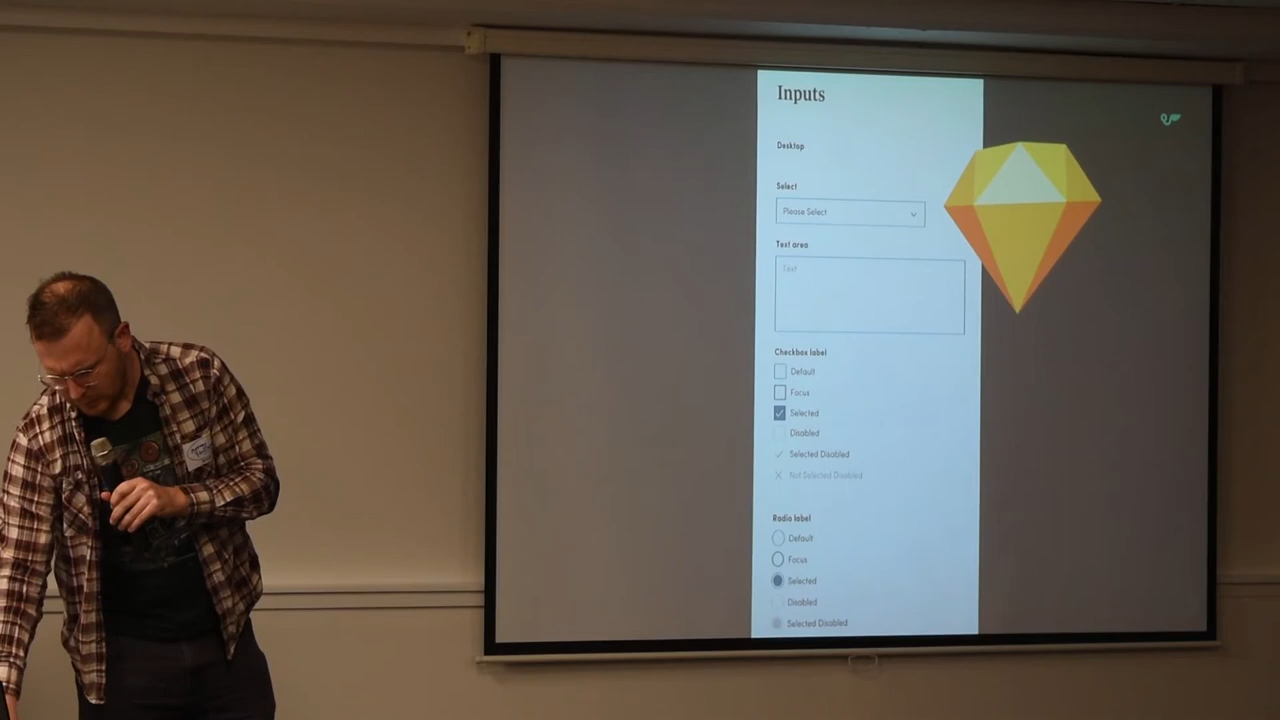 Inputs
Desktop
Select
Please Select
Text area
Text
Checkbox label
Default
Focus
Selected
Disabled
Selected Disabled
Not Selected Disabled
Radio label
Default
Focus
Selected
Disabled
Selected Disabled